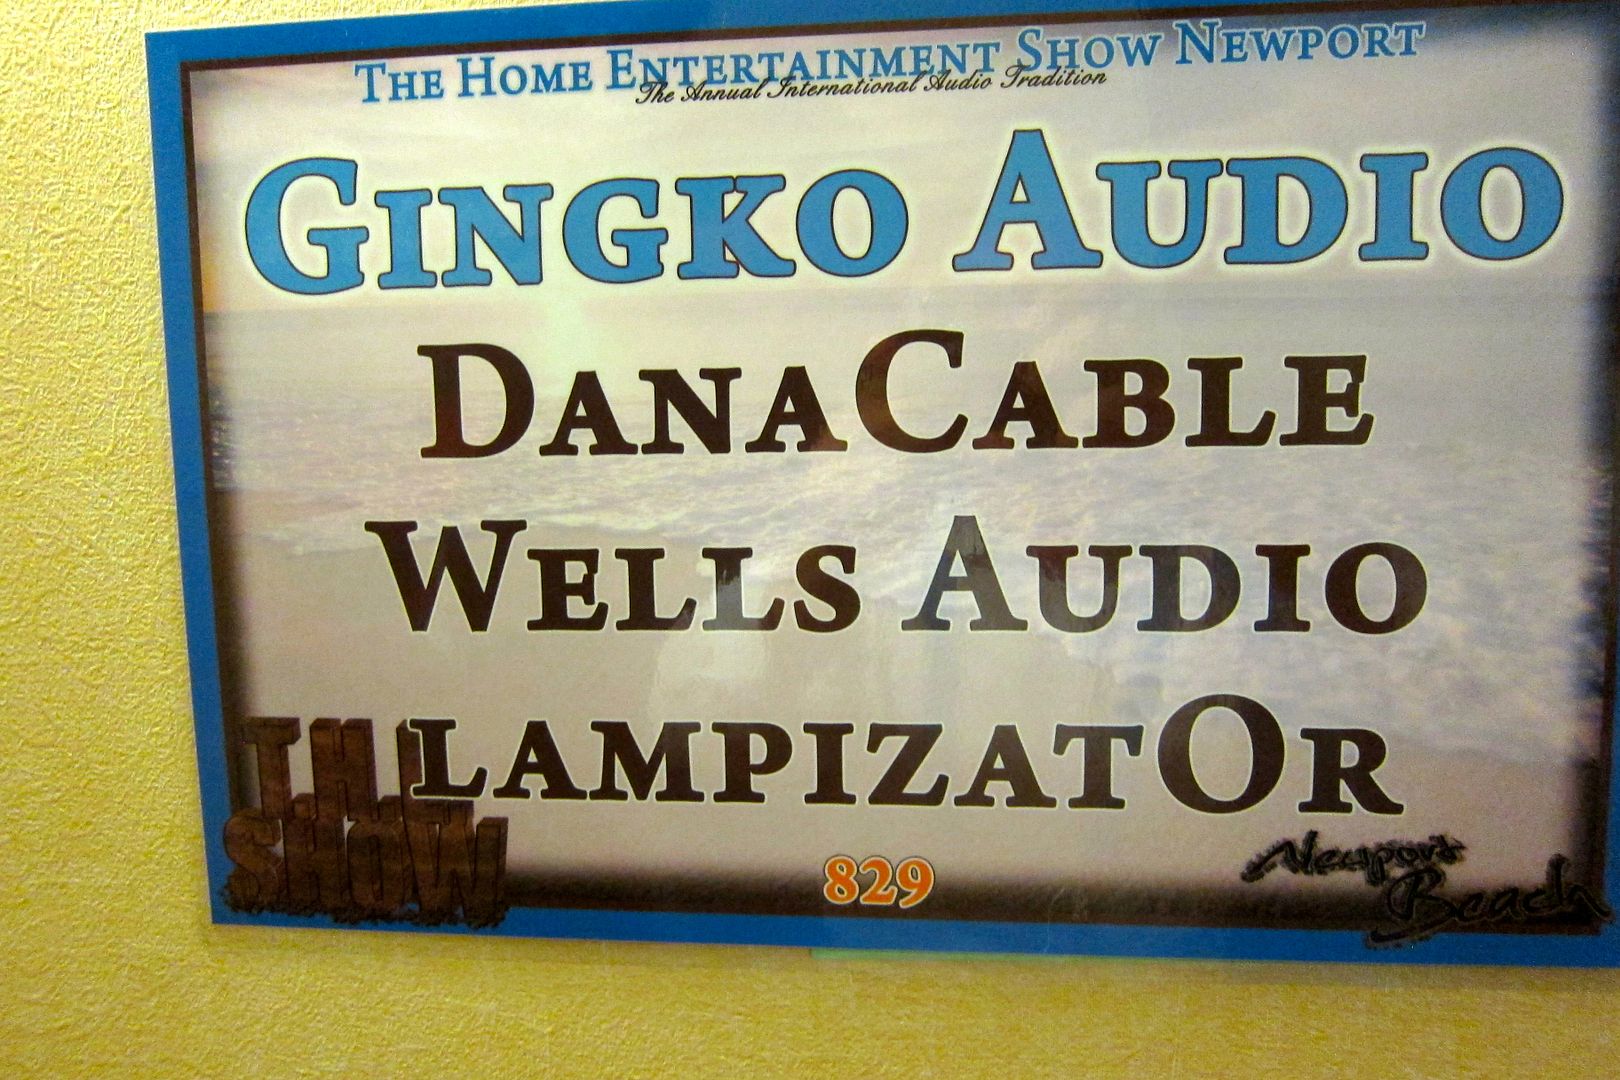 The Home Entertainment Show Newport
The Annual International Audio Tradition
Gingko Audio
DanaCable
Wells Audio
LampizatOr
THE
SHOW
829
Newport
Beach